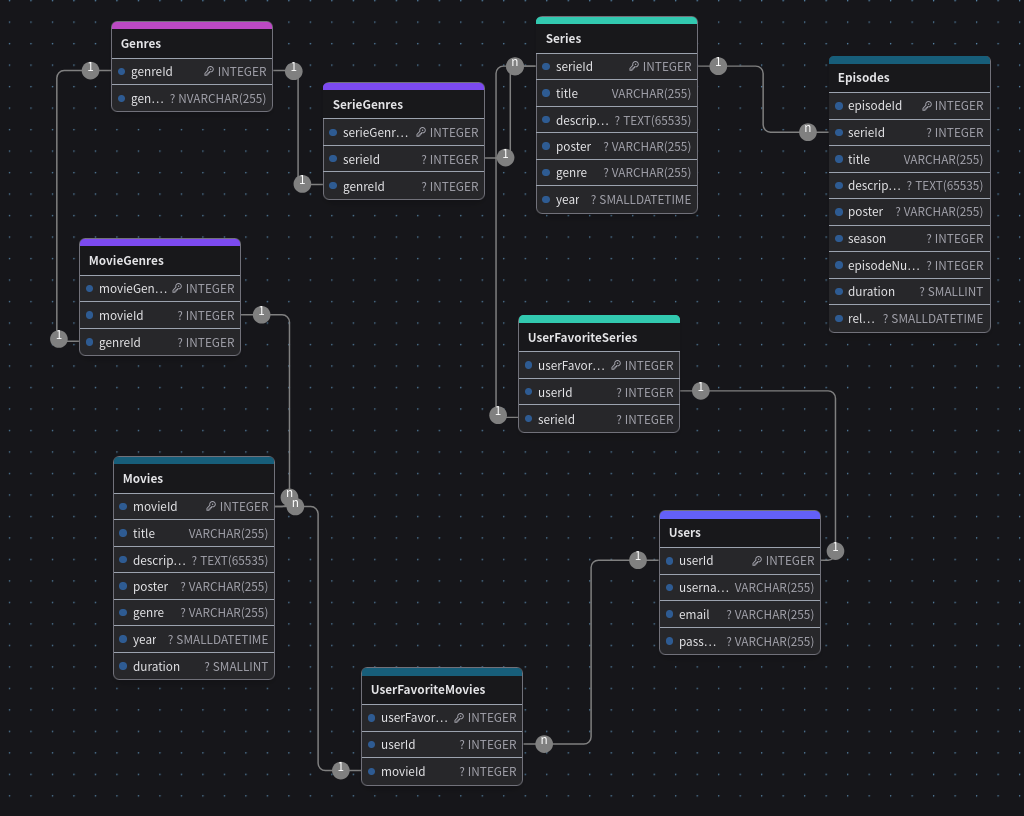 Genres
genreId INTEGER
gen... ? NVARCHAR(255)
SerieGenres
serieGenr... INTEGER
serieId ? INTEGER
genreId ? INTEGER
Series
serieId INTEGER
title VARCHAR(255)
descrip... ? TEXT(65535)
poster ? VARCHAR(255)
genre ? VARCHAR(255)
year ? SMALLDATETIME
Episodes
episodeId INTEGER
serieId ? INTEGER
title VARCHAR(255)
descrip... ? TEXT(65535)
poster ? VARCHAR(255)
season ? INTEGER
episodeNu... ? INTEGER
duration ? SMALLINT
rel... ? SMALLDATETIME
MovieGenres
movieGen... INTEGER
movieId ? INTEGER
genreId ? INTEGER
UserFavoriteSeries
userFavor... INTEGER
userId ? INTEGER
serieId ? INTEGER
Movies
movieId INTEGER
title VARCHAR(255)
descrip... ? TEXT(65535)
poster ? VARCHAR(255)
genre ? VARCHAR(255)
year ? SMALLDATETIME
duration ? SMALLINT
Users
userId INTEGER
userna... VARCHAR(255)
email ? VARCHAR(255)
pass... ? VARCHAR(255)
UserFavoriteMovies
userFavor... INTEGER
userId ? INTEGER
movieId ? INTEGER
1
1
1
1
1
n
n
n
1
1
1
n
1
1
1
1
n
1